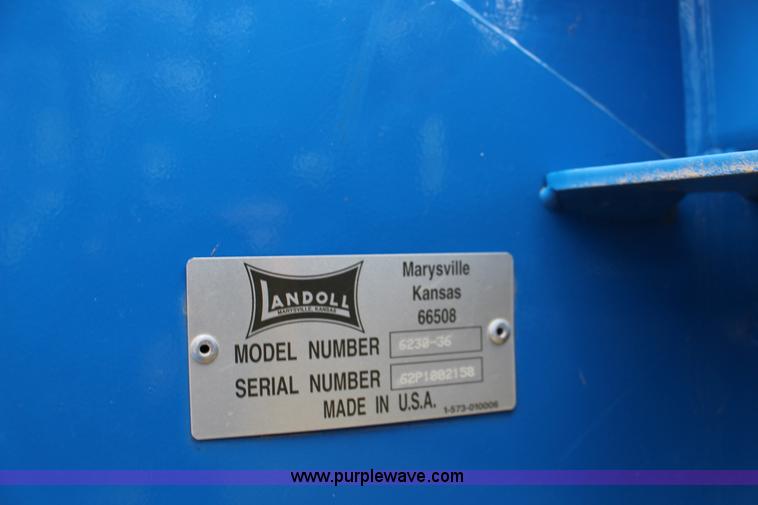 LANDOLL
MARYSVILLE, KANSAS
Marysville
Kansas
66508
MODEL NUMBER 6230-36
SERIAL NUMBER 62P1002150
MADE IN U.S.A. 1-573-010006
www.purplewave.com